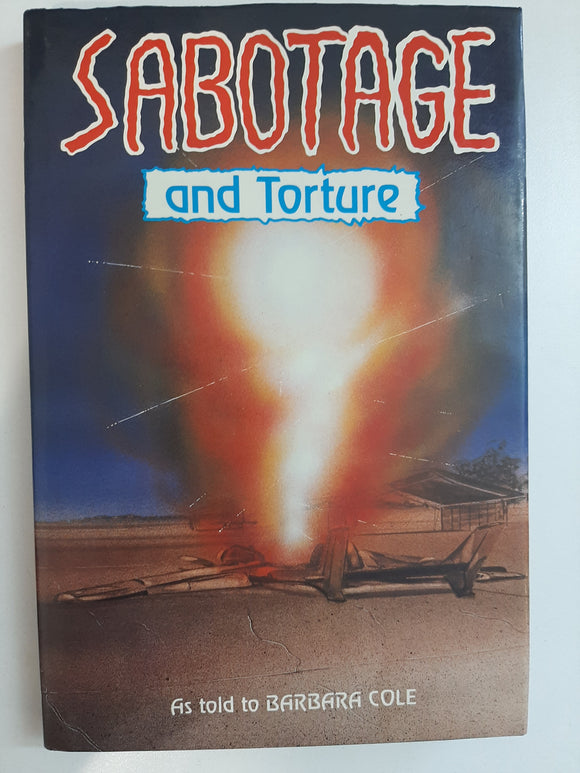 SABOTAGE
and Torture
As told to BARBARA COLE